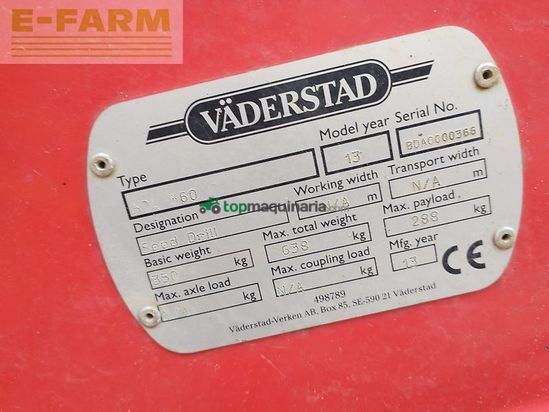 E-FARM
VÄDERSTAD
Type
Model year
13
Serial No.
BDA0000366
Designation
Seed Drill
Working width
N/A m
Transport width
N/A m
Basic weight
350 kg
Max. total weight
638 kg
Max. payload
288 kg
Max. axle load
kg
Max. coupling load
N/A kg
Mfg. year
13
CE
498789
Väderstad-Verken AB, Box 85, SE-590 21 Väderstad
topmaquinaria